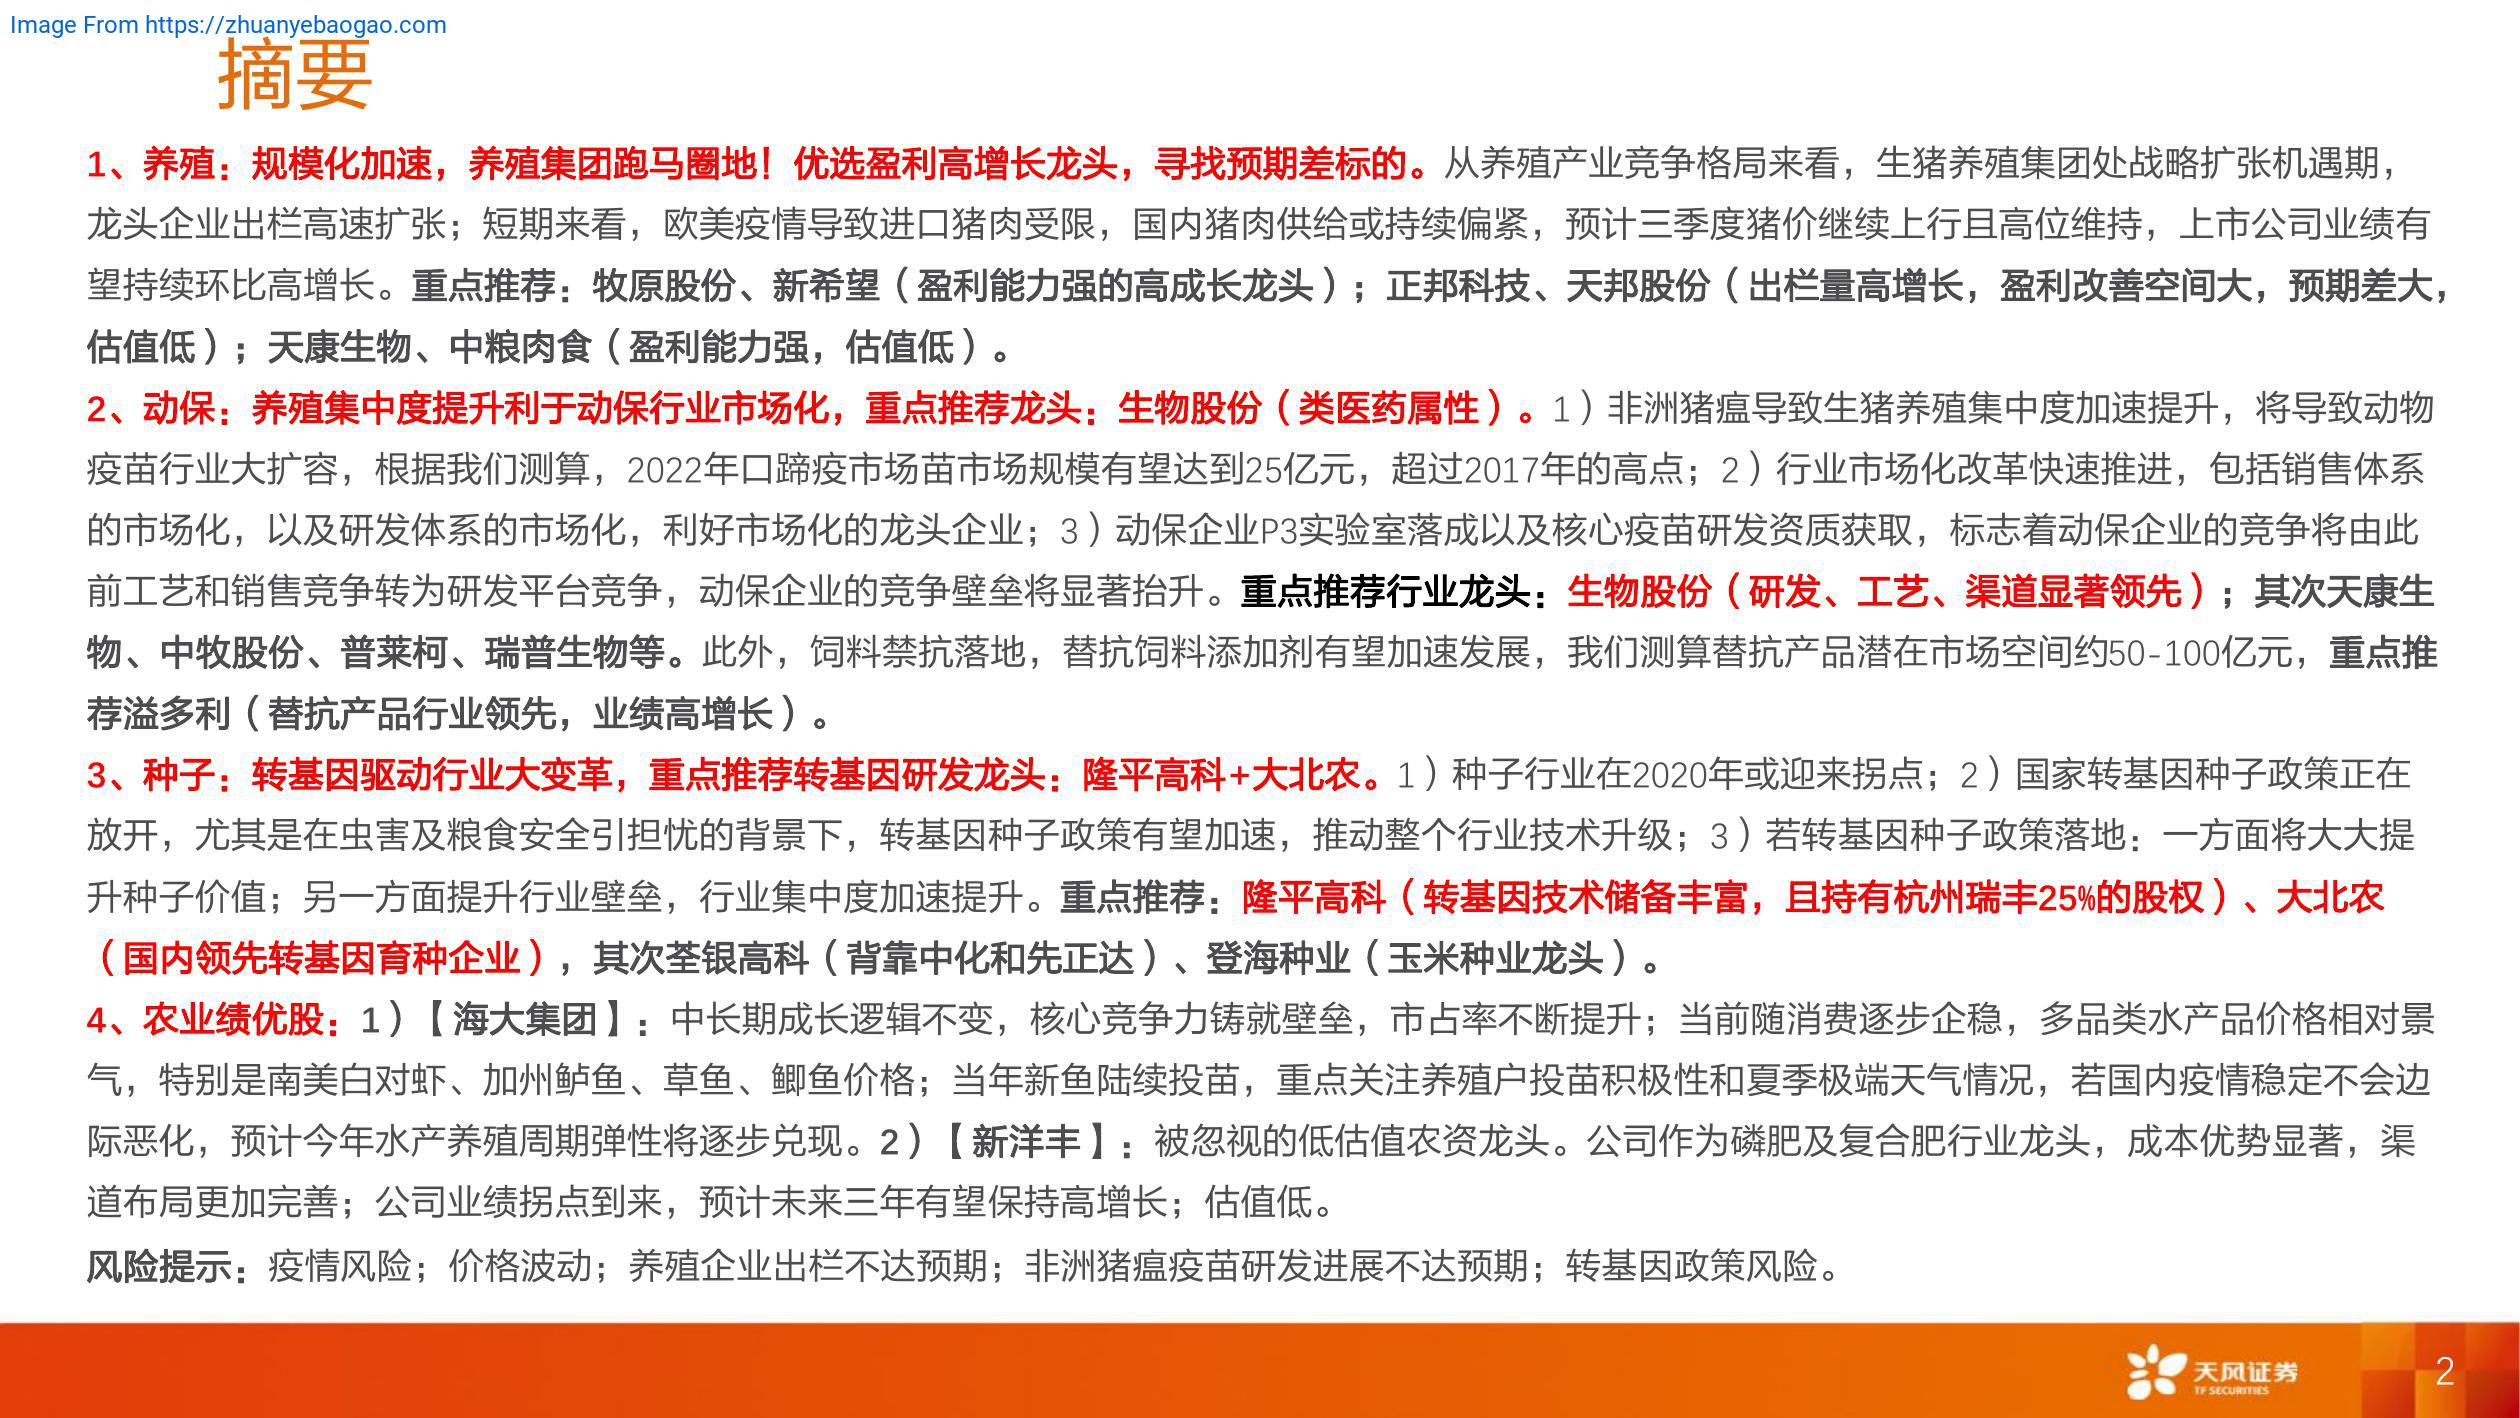 Image From https://zhuanyebaogao.com
摘要
1、养殖：规模化加速，养殖集团跑马圈地！优选盈利高增长龙头，寻找预期差标的。从养殖产业竞争格局来看，生猪养殖集团处战略扩张机遇期，
龙头企业出栏高速扩张；短期来看，欧美疫情导致进口猪肉受限，国内猪肉供给或持续偏紧，预计三季度猪价继续上行且高位维持，上市公司业绩有
望持续环比高增长。重点推荐：牧原股份、新希望（盈利能力强的高成长龙头）；正邦科技、天邦股份（出栏量高增长，盈利改善空间大，预期差大，
估值低）；天康生物、中粮肉食（盈利能力强，估值低）。
2、动保：养殖集中度提升利于动保行业市场化，重点推荐龙头：生物股份（类医药属性）。1）非洲猪瘟导致生猪养殖集中度加速提升，将导致动物
疫苗行业大扩容，根据我们测算，2022年口蹄疫市场苗市场规模有望达到25亿元，超过2017年的高点；2）行业市场化改革快速推进，包括销售体系
的市场化，以及研发体系的市场化，利好市场化的龙头企业；3）动保企业P3实验室落成以及核心疫苗研发资质获取，标志着动保企业的竞争将由此
前工艺和销售竞争转为研发平台竞争，动保企业的竞争壁垒将显著抬升。重点推荐行业龙头：生物股份（研发、工艺、渠道显著领先）；其次天康生
物、中牧股份、普莱柯、瑞普生物等。此外，饲料禁抗落地，替抗饲料添加剂有望加速发展，我们测算替抗产品潜在市场空间约50-100亿元，重点推
荐溢多利（替抗产品行业领先，业绩高增长）。
3、种子：转基因驱动行业大变革，重点推荐转基因研发龙头：隆平高科+大北农。1）种子行业在2020年或迎来拐点；2）国家转基因种子政策正在
放开，尤其是在虫害及粮食安全引担忧的背景下，转基因种子政策有望加速，推动整个行业技术升级；3）若转基因种子政策落地：一方面将大大提
升种子价值；另一方面提升行业壁垒，行业集中度加速提升。重点推荐：隆平高科（转基因技术储备丰富，且持有杭州瑞丰25%的股权）、大北农
（国内领先转基因育种企业），其次荃银高科（背靠中化和先正达）、登海种业（玉米种业龙头）。
4、农业绩优股：1）【海大集团】：中长期成长逻辑不变，核心竞争力铸就壁垒，市占率不断提升；当前随消费逐步企稳，多品类水产品价格相对景
气，特别是南美白对虾、加州鲈鱼、草鱼、鲫鱼价格；当年新鱼陆续投苗，重点关注养殖户投苗积极性和夏季极端天气情况，若国内疫情稳定不会边
际恶化，预计今年水产养殖周期弹性将逐步兑现。2）【新洋丰】：被忽视的低估值农资龙头。公司作为磷肥及复合肥行业龙头，成本优势显著，渠
道布局更加完善；公司业绩拐点到来，预计未来三年有望保持高增长；估值低。
风险提示：疫情风险；价格波动；养殖企业出栏不达预期；非洲猪瘟疫苗研发进展不达预期；转基因政策风险。
天风证券
TF SECURITIES
2